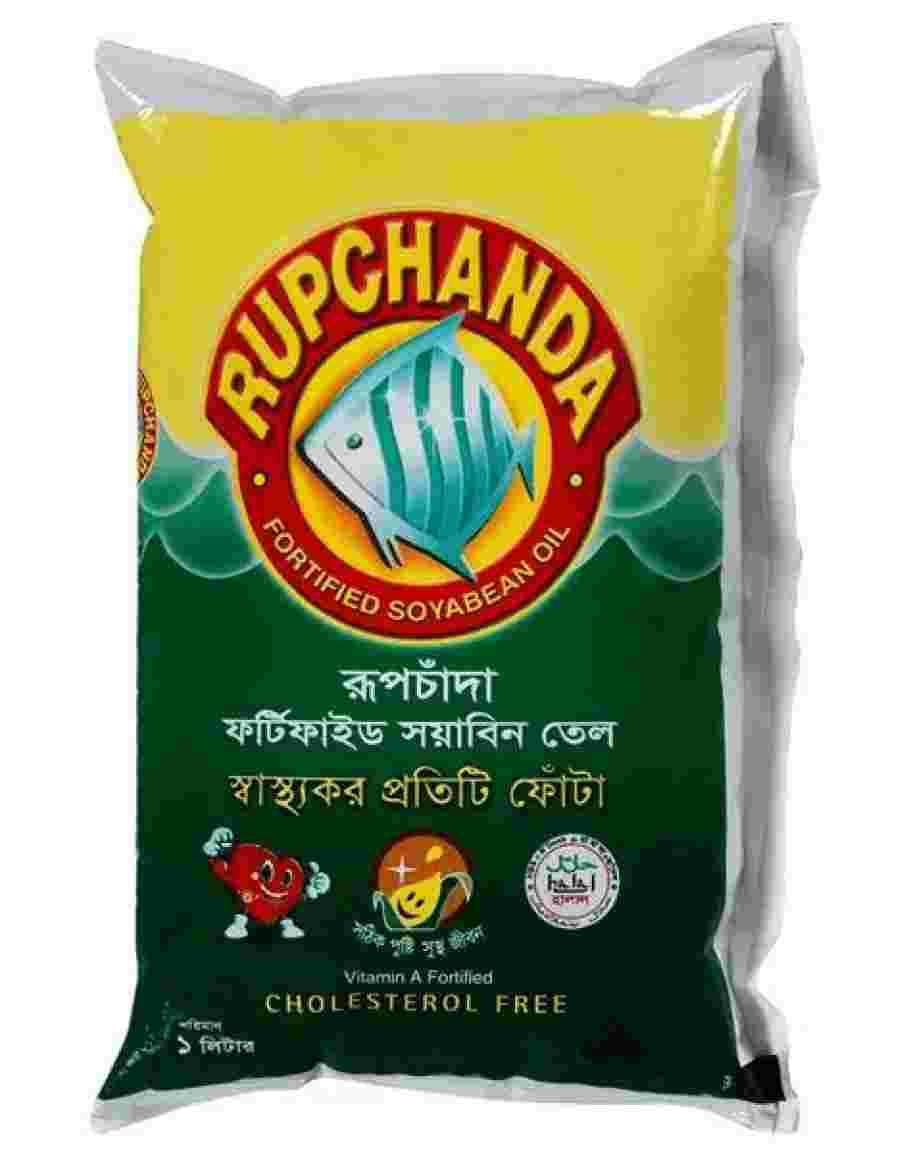 RUPCHANDA
FORTIFIED SOYABEAN OIL
রূপচাঁদা
ফর্টিফাইড সয়াবিন তেল
স্বাস্থ্যকর প্রতিটি ফোঁটা
حلال
halal
হালাল
সঠিক পুষ্টি সুস্থ জীবন
Vitamin A Fortified
CHOLESTEROL FREE
পরিমাণ
১ লিটার